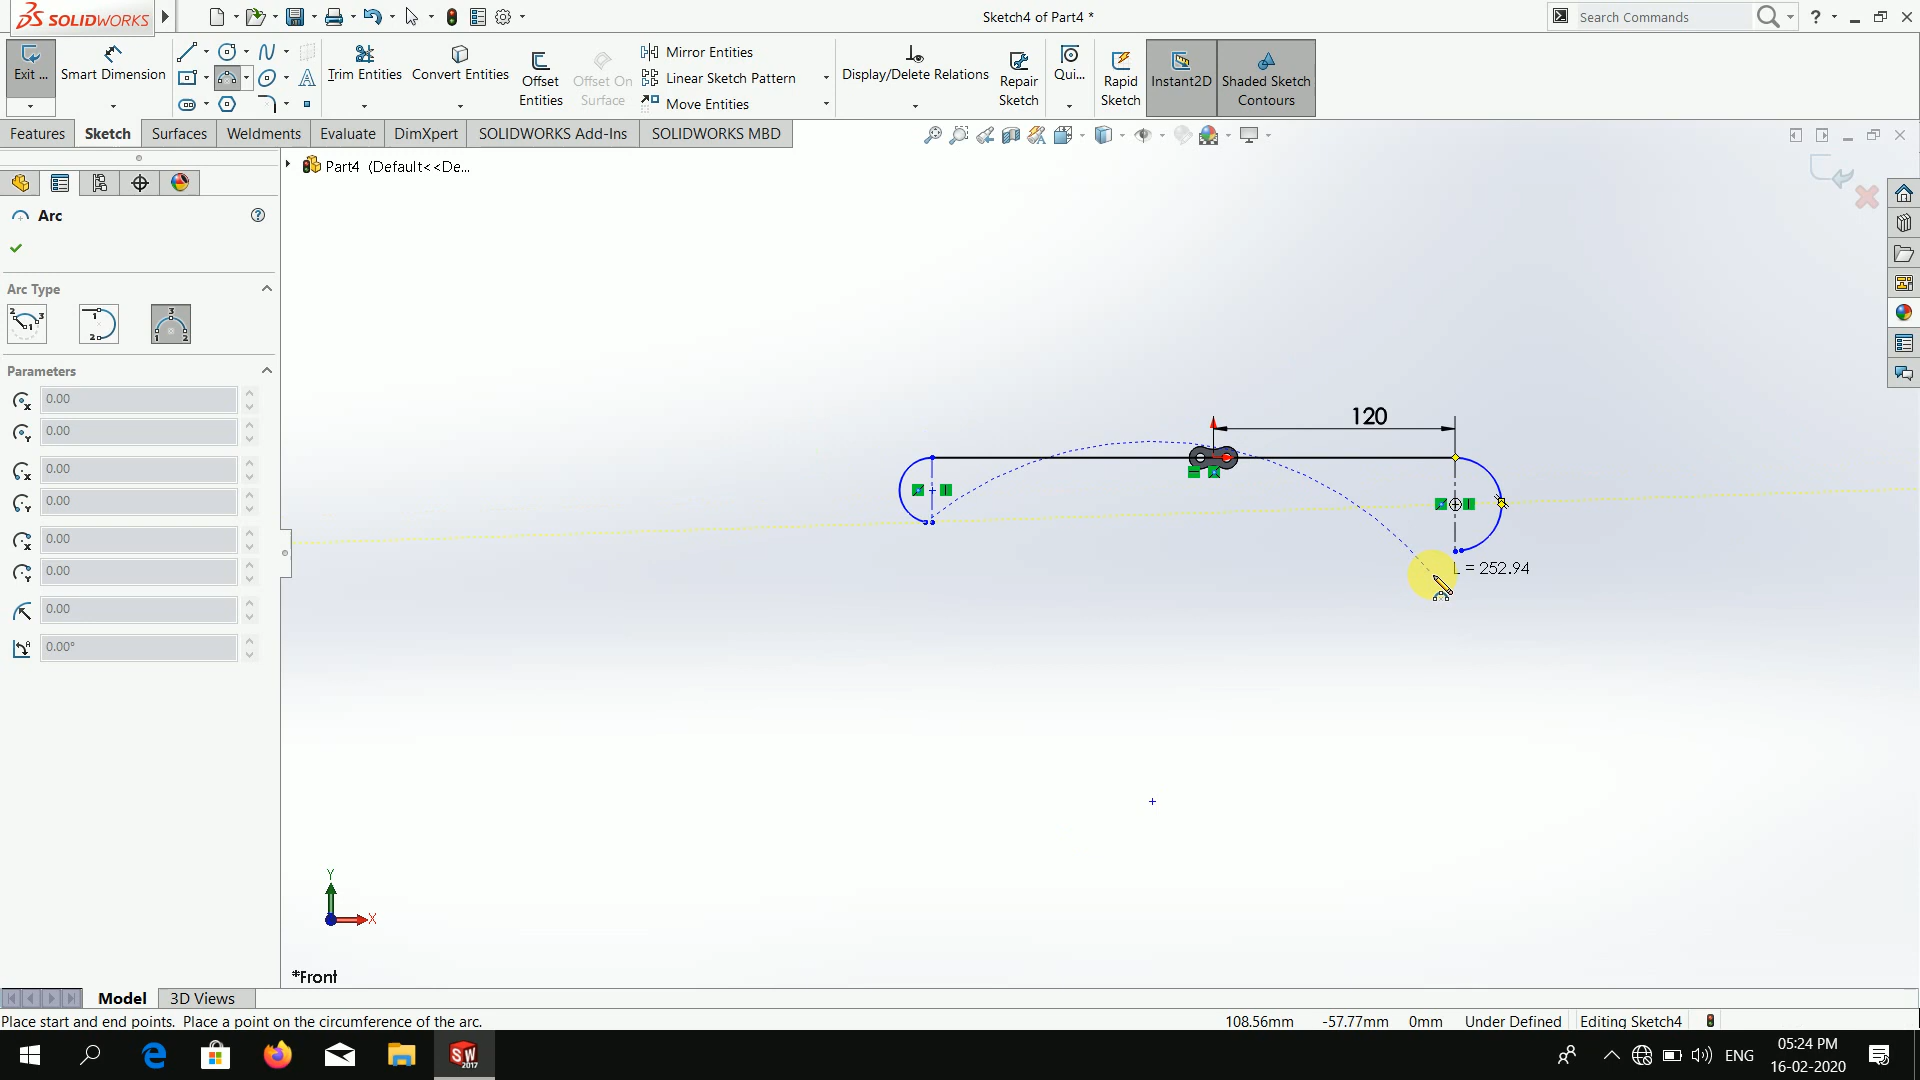 SOLIDWORKS
Sketch4 of Part4 *
Search Commands
Exit ...
Smart Dimension
Trim Entities
Convert Entities
Offset Entities
Offset On Surface
Mirror Entities
Linear Sketch Pattern
Move Entities
Display/Delete Relations
Repair Sketch
Qui...
Rapid Sketch
Instant2D
Shaded Sketch Contours
Features
Sketch
Surfaces
Weldments
Evaluate
DimXpert
SOLIDWORKS Add-Ins
SOLIDWORKS MBD
Part4 (Default<<De...
Arc
Arc Type
Parameters
0.00
0.00
0.00
0.00
0.00
0.00
0.00
0.00°
120
L = 252.94
Y
X
*Front
Model
3D Views
Place start and end points. Place a point on the circumference of the arc.
108.56mm
-57.77mm
0mm
Under Defined
Editing Sketch4
SW
2017
ENG
05:24 PM
16-02-2020